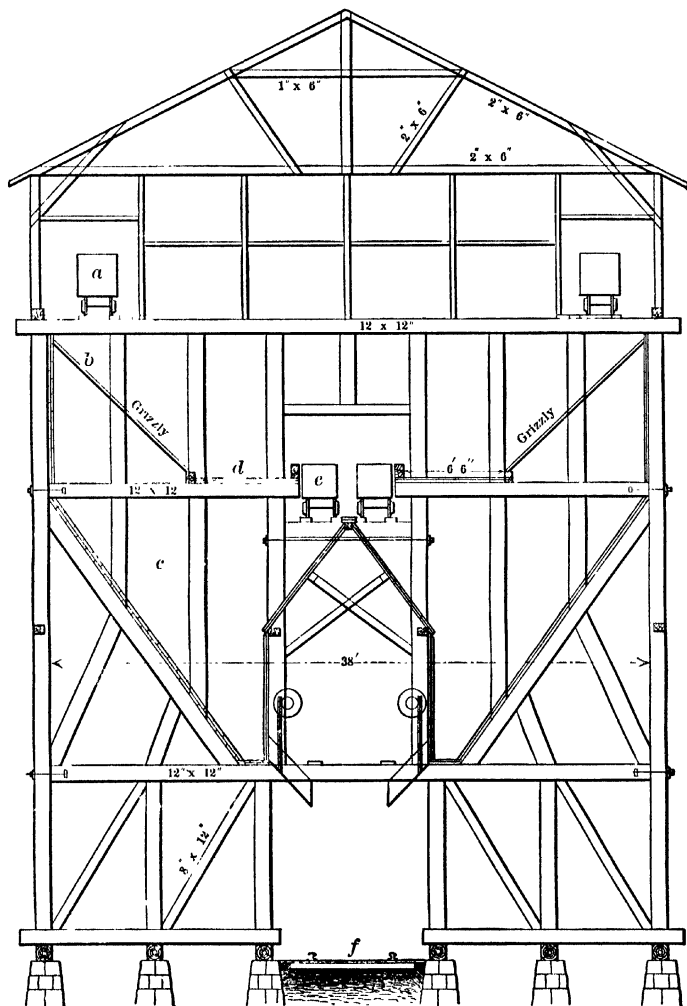 1" x 6"
2" x 6"
2" x 6"
2" x 6"
a
12 x 12"
b
Grizzly
Grizzly
d
e
6' 6"
12 x 12
c
38'
12" x 12"
8" x 12"
f